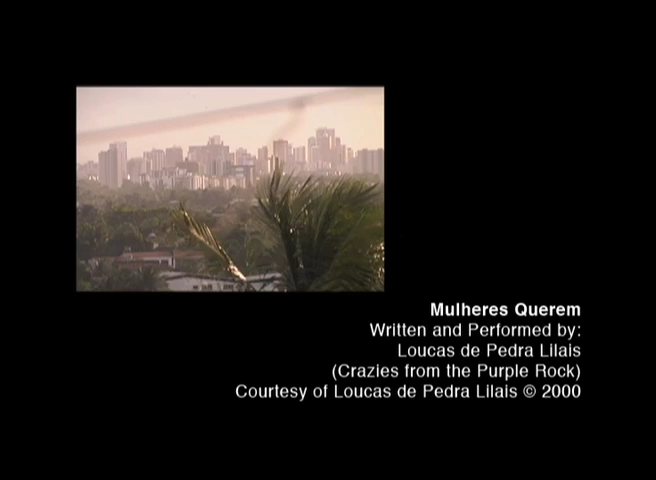 Mulheres Querem
Written and Performed by:
Loucas de Pedra Lilais
(Crazies from the Purple Rock)
Courtesy of Loucas de Pedra Lilais © 2000